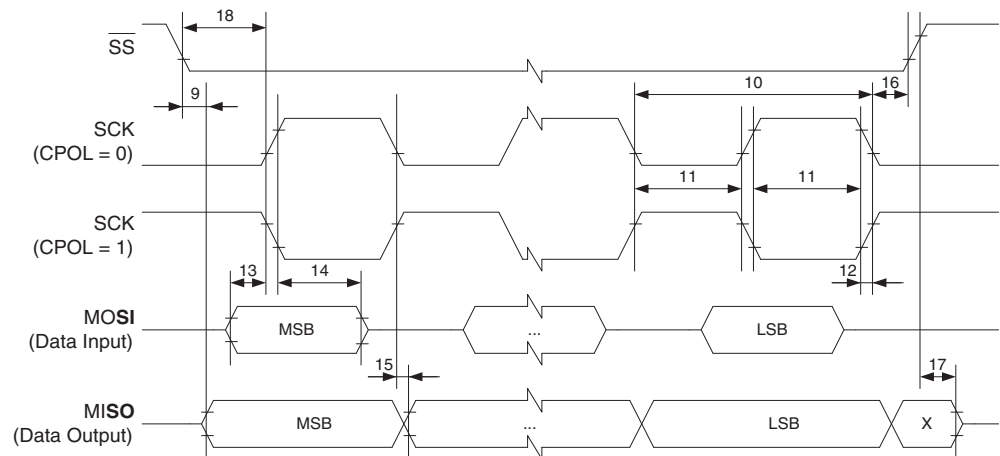 18
SS
9
10
16
SCK
(CPOL = 0)
11
11
SCK
(CPOL = 1)
13
14
12
MOSI
(Data Input)
MSB
...
LSB
15
17
MISO
(Data Output)
MSB
...
LSB
X